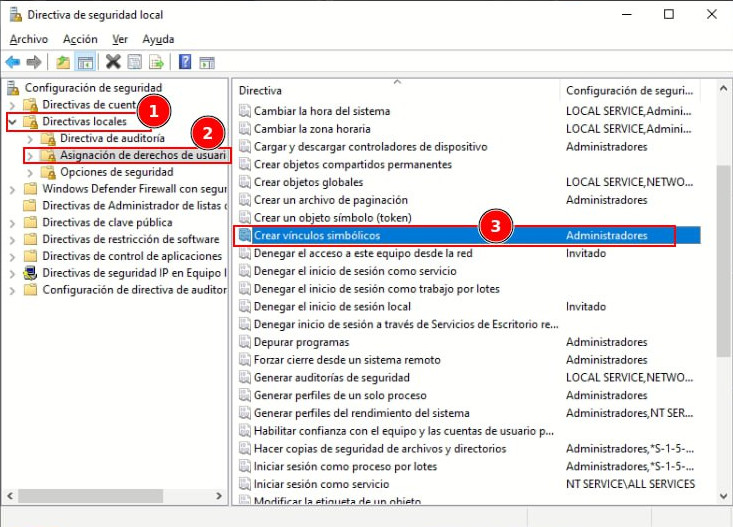 Directiva de seguridad local
Archivo Acción Ver Ayuda
Configuración de seguridad
Directivas de cuent
1
Directivas locales
2
Directiva de auditoría
Asignación de derechos de usuari
Opciones de seguridad
Windows Defender Firewall con segur
Directivas de Administrador de listas d
Directivas de clave pública
Directivas de restricción de software
Directivas de control de aplicaciones
Directivas de seguridad IP en Equipo l
Configuración de directiva de auditor
Directiva Configuración de seguri...
Cambiar la hora del sistema LOCAL SERVICE,Admini...
Cambiar la zona horaria LOCAL SERVICE,Admini...
Cargar y descargar controladores de dispositivo Administradores
Crear objetos compartidos permanentes
Crear objetos globales LOCAL SERVICE,NETWO...
Crear un archivo de paginación Administradores
Crear un objeto símbolo (token)
3
Crear vínculos simbólicos Administradores
Denegar el acceso a este equipo desde la red Invitado
Denegar el inicio de sesión como servicio
Denegar el inicio de sesión como trabajo por lotes
Denegar el inicio de sesión local Invitado
Denegar inicio de sesión a través de Servicios de Escritorio re...
Depurar programas Administradores
Forzar cierre desde un sistema remoto Administradores
Generar auditorías de seguridad LOCAL SERVICE,NETWO...
Generar perfiles de un solo proceso Administradores
Generar perfiles del rendimiento del sistema Administradores,NT SER...
Habilitar confianza con el equipo y las cuentas de usuario p...
Hacer copias de seguridad de archivos y directorios Administradores,*S-1-5-...
Iniciar sesión como proceso por lotes Administradores,*S-1-5-...
Iniciar sesión como servicio NT SERVICE\ALL SERVICES
Modificar la etiqueta de un objeto